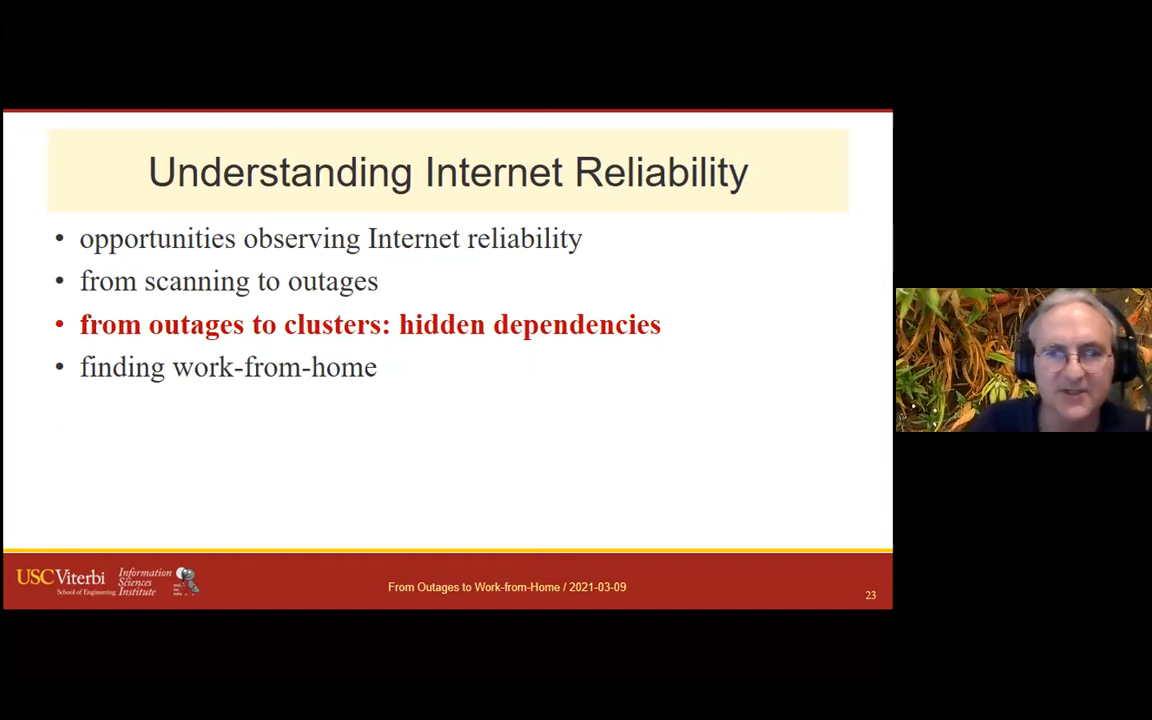 Understanding Internet Reliability
• opportunities observing Internet reliability
• from scanning to outages
• from outages to clusters: hidden dependencies
• finding work-from-home
USC Viterbi
School of Engineering
Information
Sciences
Institute
From Outages to Work-from-Home / 2021-03-09
23